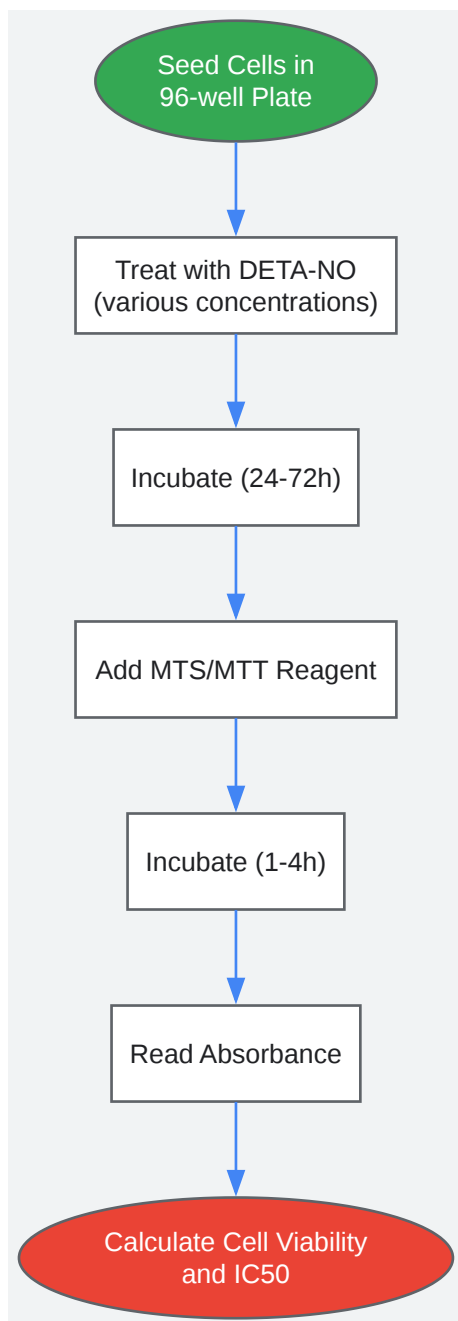 Seed Cells in
96-well Plate
Treat with DETA-NO
(various concentrations)
Incubate (24-72h)
Add MTS/MTT Reagent
Incubate (1-4h)
Read Absorbance
Calculate Cell Viability
and IC50